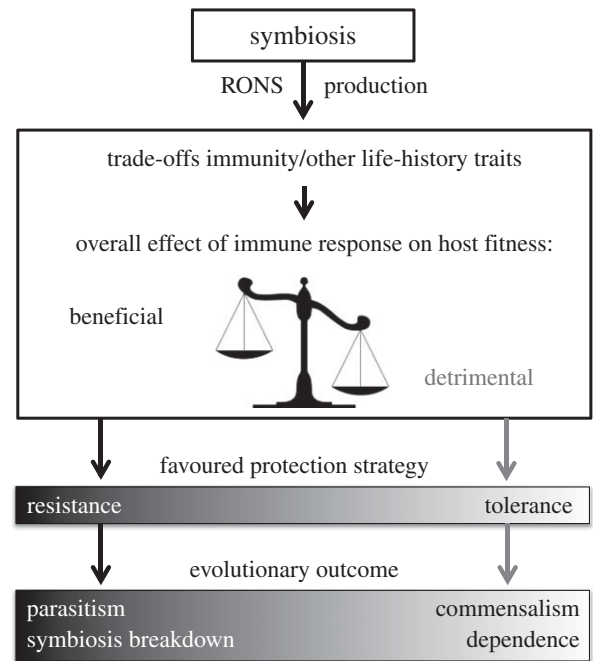 symbiosis
RONS production
trade-offs immunity/other life-history traits
overall effect of immune response on host fitness:
beneficial
detrimental
favoured protection strategy
resistance tolerance
evolutionary outcome
parasitism commensalism
symbiosis breakdown dependence